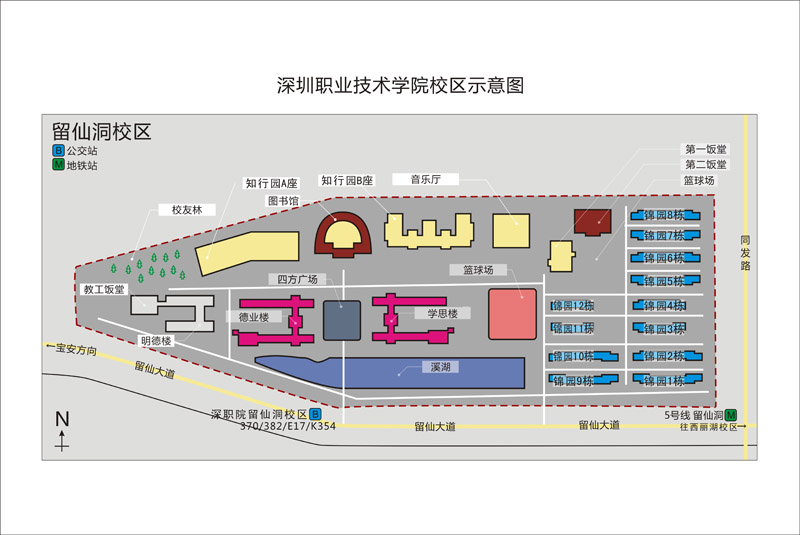 深圳职业技术学院校区示意图
留仙洞校区
B 公交站
M 地铁站
第一饭堂
第二饭堂
篮球场
音乐厅
知行园B座
知行园A座
图书馆
校友林
锦园8栋
锦园7栋
锦园6栋
锦园5栋
同发路
教工饭堂
四方广场
篮球场
锦园12栋
锦园4栋
德业楼
学思楼
锦园11栋
锦园3栋
明德楼
←宝安方向
留仙大道
溪湖
锦园10栋
锦园2栋
锦园9栋
锦园1栋
深职院留仙洞校区 B
370/382/E17/K354
留仙大道
留仙大道
5号线 留仙洞 M
往西丽湖校区→
N